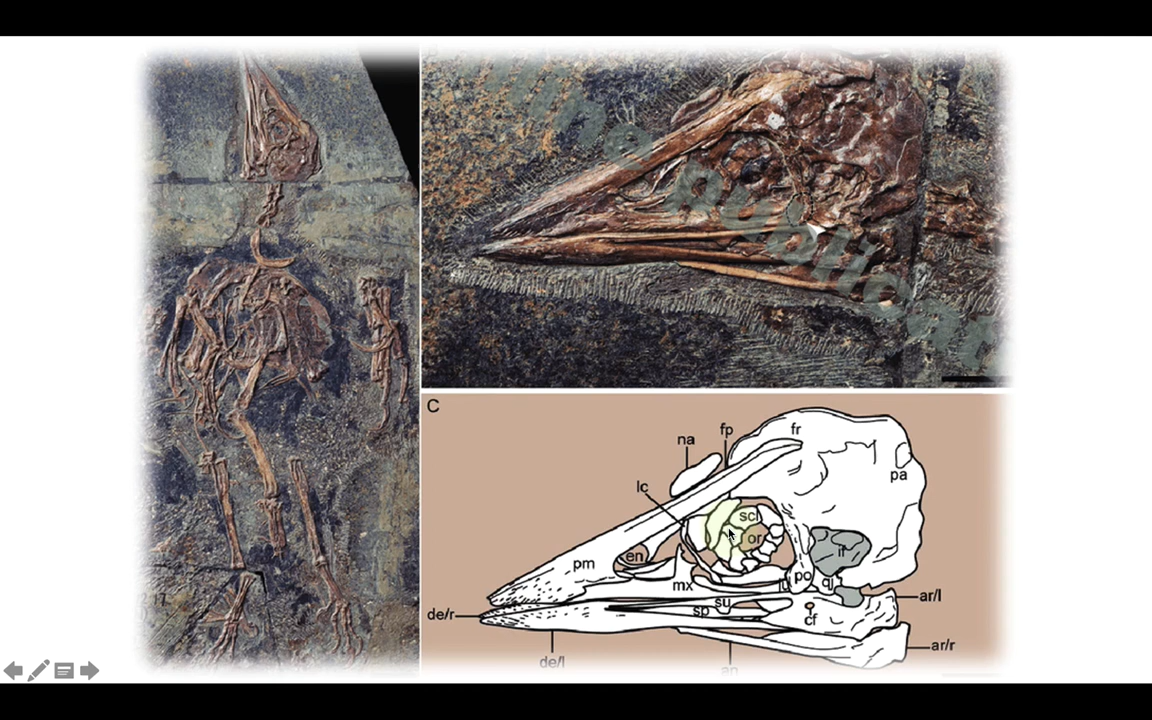 C
na
fp
fr
pa
lc
scl
or
en
pm
mx
po
qj
su
sp
cf
ar/l
de/r
de/l
ar/r
an